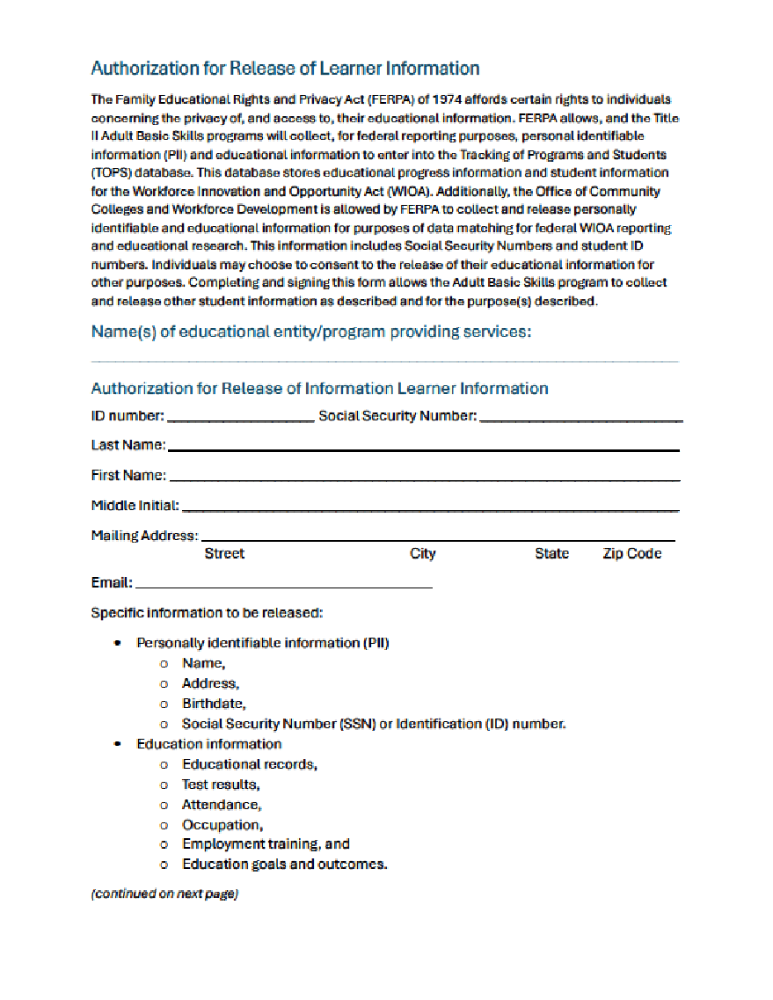 Authorization for Release of Learner Information
The Family Educational Rights and Privacy Act (FERPA) of 1974 affords certain rights to individuals
concerning the privacy of, and access to, their educational information. FERPA allows, and the Title
II Adult Basic Skills programs will collect, for federal reporting purposes, personal identifiable
information (PII) and educational information to enter into the Tracking of Programs and Students
(TOPS) database. This database stores educational progress information and student information
for the Workforce Innovation and Opportunity Act (WIOA). Additionally, the Office of Community
Colleges and Workforce Development is allowed by FERPA to collect and release personally
identifiable and educational information for purposes of data matching for federal WIOA reporting
and educational research. This information includes Social Security Numbers and student ID
numbers. Individuals may choose to consent to the release of their educational information for
other purposes. Completing and signing this form allows the Adult Basic Skills program to collect
and release other student information as described and for the purpose(s) described.
Name(s) of educational entity/program providing services:
Authorization for Release of Information Learner Information
ID number: ____________________ Social Security Number: ____________________
Last Name:
First Name:
Middle Initial:
Mailing Address:
Street City State Zip Code
Email:
Specific information to be released:
• Personally identifiable information (PII)
o Name,
o Address,
o Birthdate,
o Social Security Number (SSN) or Identification (ID) number.
• Education information
o Educational records,
o Test results,
o Attendance,
o Occupation,
o Employment training, and
o Education goals and outcomes.
(continued on next page)